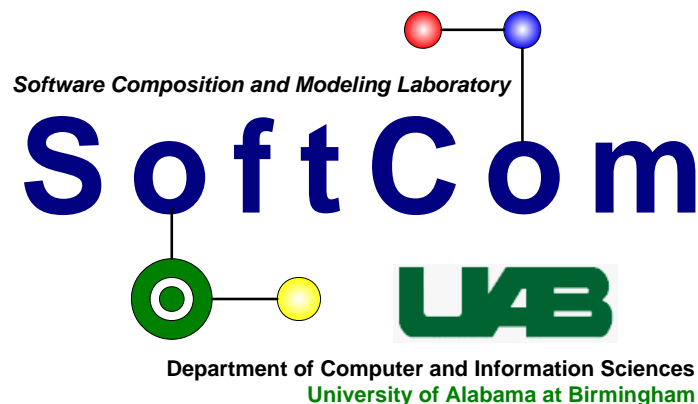 Software Composition and Modeling Laboratory
SoftCom
UAB
Department of Computer and Information Sciences
University of Alabama at Birmingham